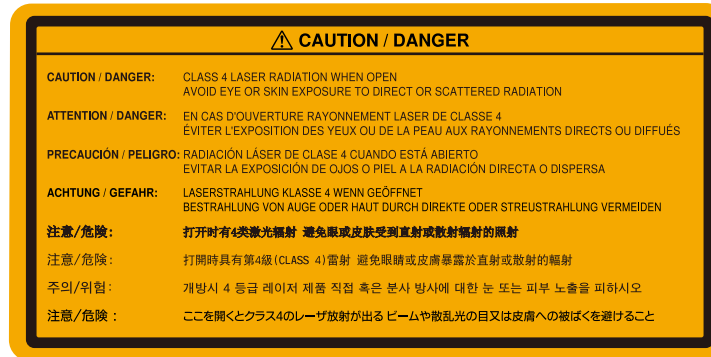 ⚠ CAUTION / DANGER
CAUTION / DANGER: CLASS 4 LASER RADIATION WHEN OPEN
AVOID EYE OR SKIN EXPOSURE TO DIRECT OR SCATTERED RADIATION
ATTENTION / DANGER: EN CAS D'OUVERTURE RAYONNEMENT LASER DE CLASSE 4
ÉVITER L'EXPOSITION DES YEUX OU DE LA PEAU AUX RAYONNEMENTS DIRECTS OU DIFFUÉS
PRECAUCIÓN / PELIGRO: RADIACIÓN LÁSER DE CLASE 4 CUANDO ESTÁ ABIERTO
EVITAR LA EXPOSICIÓN DE OJOS O PIEL A LA RADIACIÓN DIRECTA O DISPERSA
ACHTUNG / GEFAHR: LASERSTRAHLUNG KLASSE 4 WENN GEÖFFNET
BESTRAHLUNG VON AUGE ODER HAUT DURCH DIREKTE ODER STREUSTRAHLUNG VERMEIDEN
注意/危险: 打开时有4类激光辐射 避免眼或皮肤受到直射或散射辐射的照射
注意/危險: 打開時具有第4級(CLASS 4)雷射 避免眼睛或皮膚暴露於直射或散射的輻射
주의/위험: 개방시 4 등급 레이저 제품 직접 혹은 분사 방사에 대한 눈 또는 피부 노출을 피하시오
注意/危険 : ここを開くとクラス4のレーザ放射が出る ビームや散乱光の目又は皮膚への被ばくを避けること